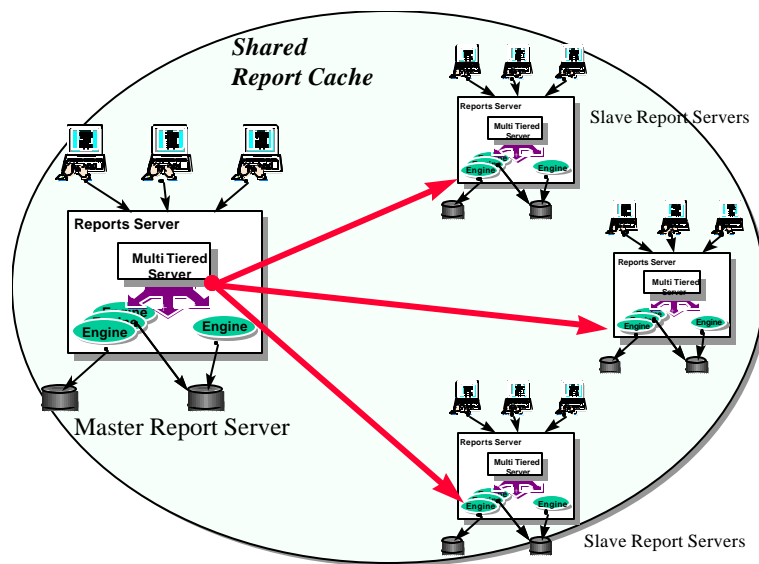 Shared
Report Cache
Reports Server
Multi Tiered
Server
Engine
Engine
Engine
Master Report Server
Reports Server
Multi Tiered
Server
Engine
Engine
Slave Report Servers
Reports Server
Multi Tiered
Server
Engine
Engine
Reports Server
Multi Tiered
Server
Engine
Engine
Slave Report Servers